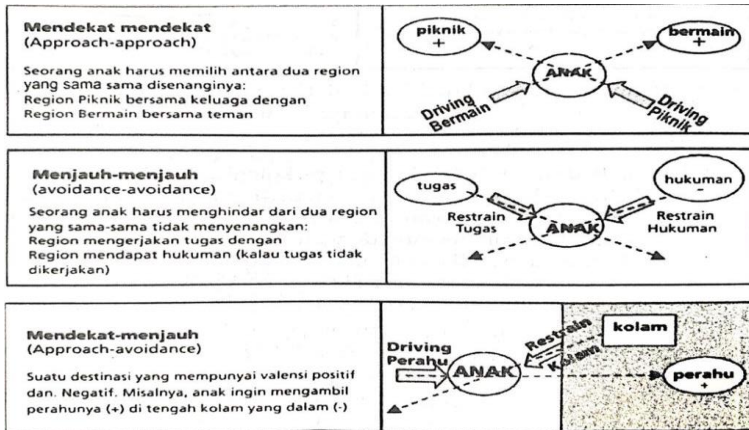 Mendekat mendekat
(Approach-approach)
Seorang anak harus memilih antara dua region
yang sama sama disenanginya:
Region Piknik bersama keluaga dengan
Region Bermain bersama teman
piknik
+
bermain
+
ANAK
Driving
Bermain
Driving
Piknik
Menjauh-menjauh
(avoidance-avoidance)
Seorang anak harus menghindar dari dua region
yang sama-sama tidak menyenangkan:
Region mengerjakan tugas dengan
Region mendapat hukuman (kalau tugas tidak
dikerjakan)
tugas
hukuman
-
Restrain
Tugas
ANAK
Restrain
Hukuman
Mendekat-menjauh
(Approach-avoidance)
Suatu destinasi yang mempunyai valensi positif
dan. Negatif. Misalnya, anak ingin mengambil
perahunya (+) di tengah kolam yang dalam (-)
Driving
Perahu
ANAK
Restrain
Kolam
kolam
perahu
+